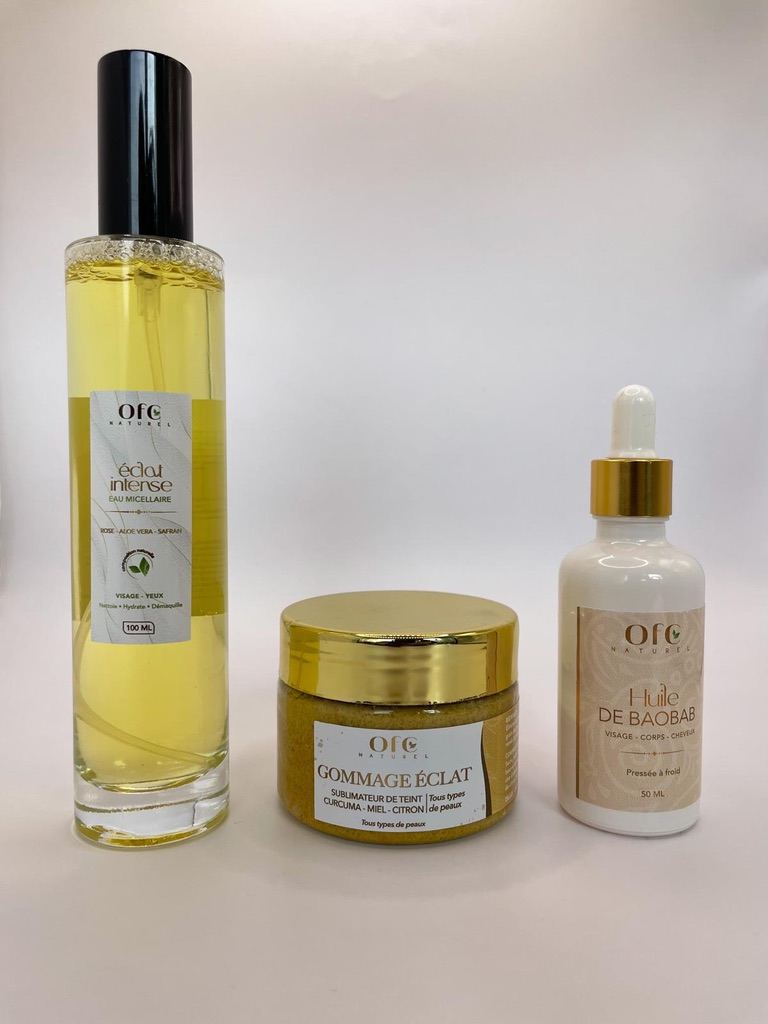 Ofc
NATUREL
éclat
intense
EAU MICELLAIRE
ROSE - ALOE VERA - SAFRAN
VISAGE - YEUX
Nettoie • Hydrate • Démaquille
100 ML
Ofc
NATUREL
GOMMAGE ÉCLAT
SUBLIMATEUR DE TEINT
CURCUMA - MIEL - CITRON
Tous types
de peaux
Tous types de peaux
Ofc
NATUREL
Huile
DE BAOBAB
VISAGE - CORPS - CHEVEUX
Pressée à froid
50 ML